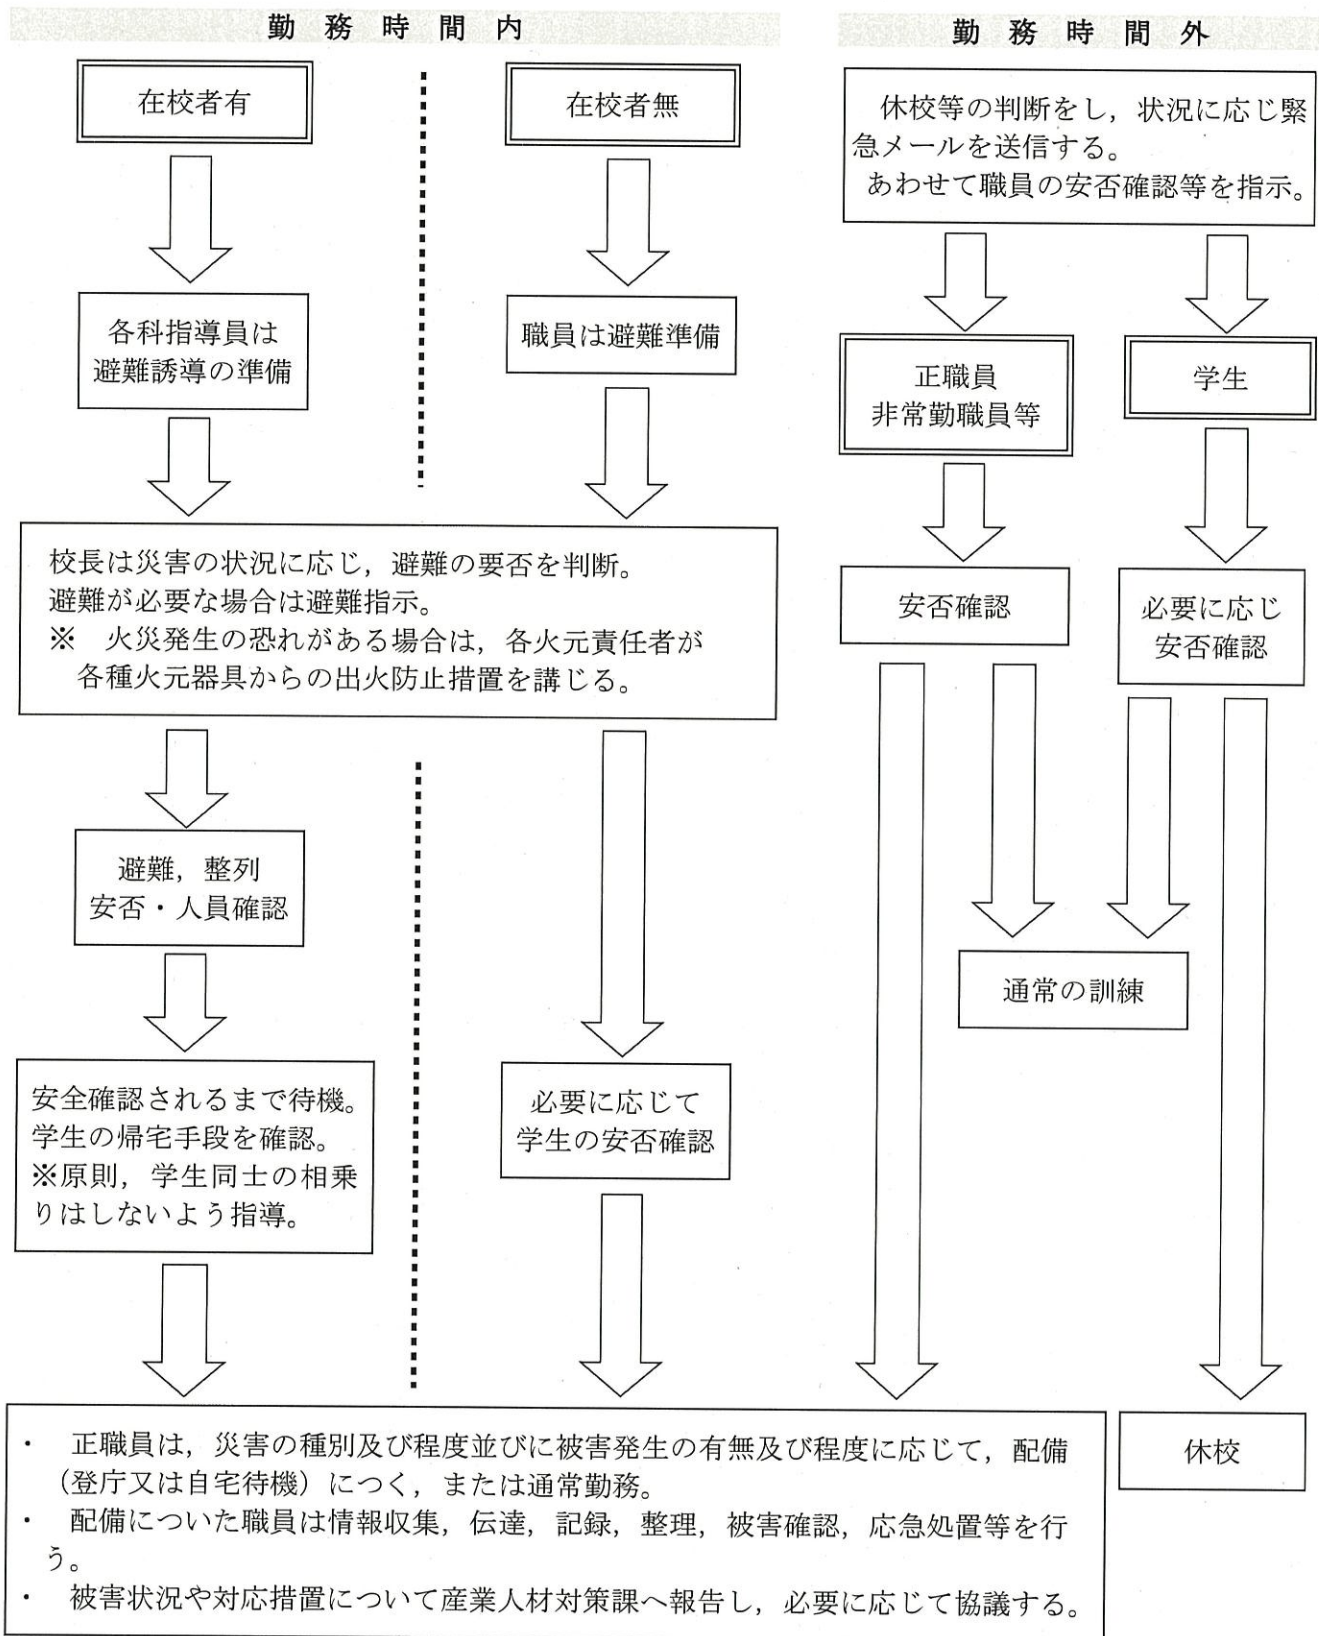 勤務時間内
在校者有
在校者無
各科指導員は
避難誘導の準備
職員は避難準備
校長は災害の状況に応じ，避難の要否を判断。
避難が必要な場合は避難指示。
※　火災発生の恐れがある場合は，各火元責任者が
各種火元器具からの出火防止措置を講じる。
避難，整列
安否・人員確認
安全確認されるまで待機。
学生の帰宅手段を確認。
※原則，学生同士の相乗
りはしないよう指導。
必要に応じて
学生の安否確認
勤務時間外
休校等の判断をし，状況に応じ緊
急メールを送信する。
あわせて職員の安否確認等を指示。
正職員
非常勤職員等
学生
安否確認
必要に応じ
安否確認
通常の訓練
・　正職員は，災害の種別及び程度並びに被害発生の有無及び程度に応じて，配備
（登庁又は自宅待機）につく，または通常勤務。
・　配備についた職員は情報収集，伝達，記録，整理，被害確認，応急処置等を行
う。
・　被害状況や対応措置について産業人材対策課へ報告し，必要に応じて協議する。
休校